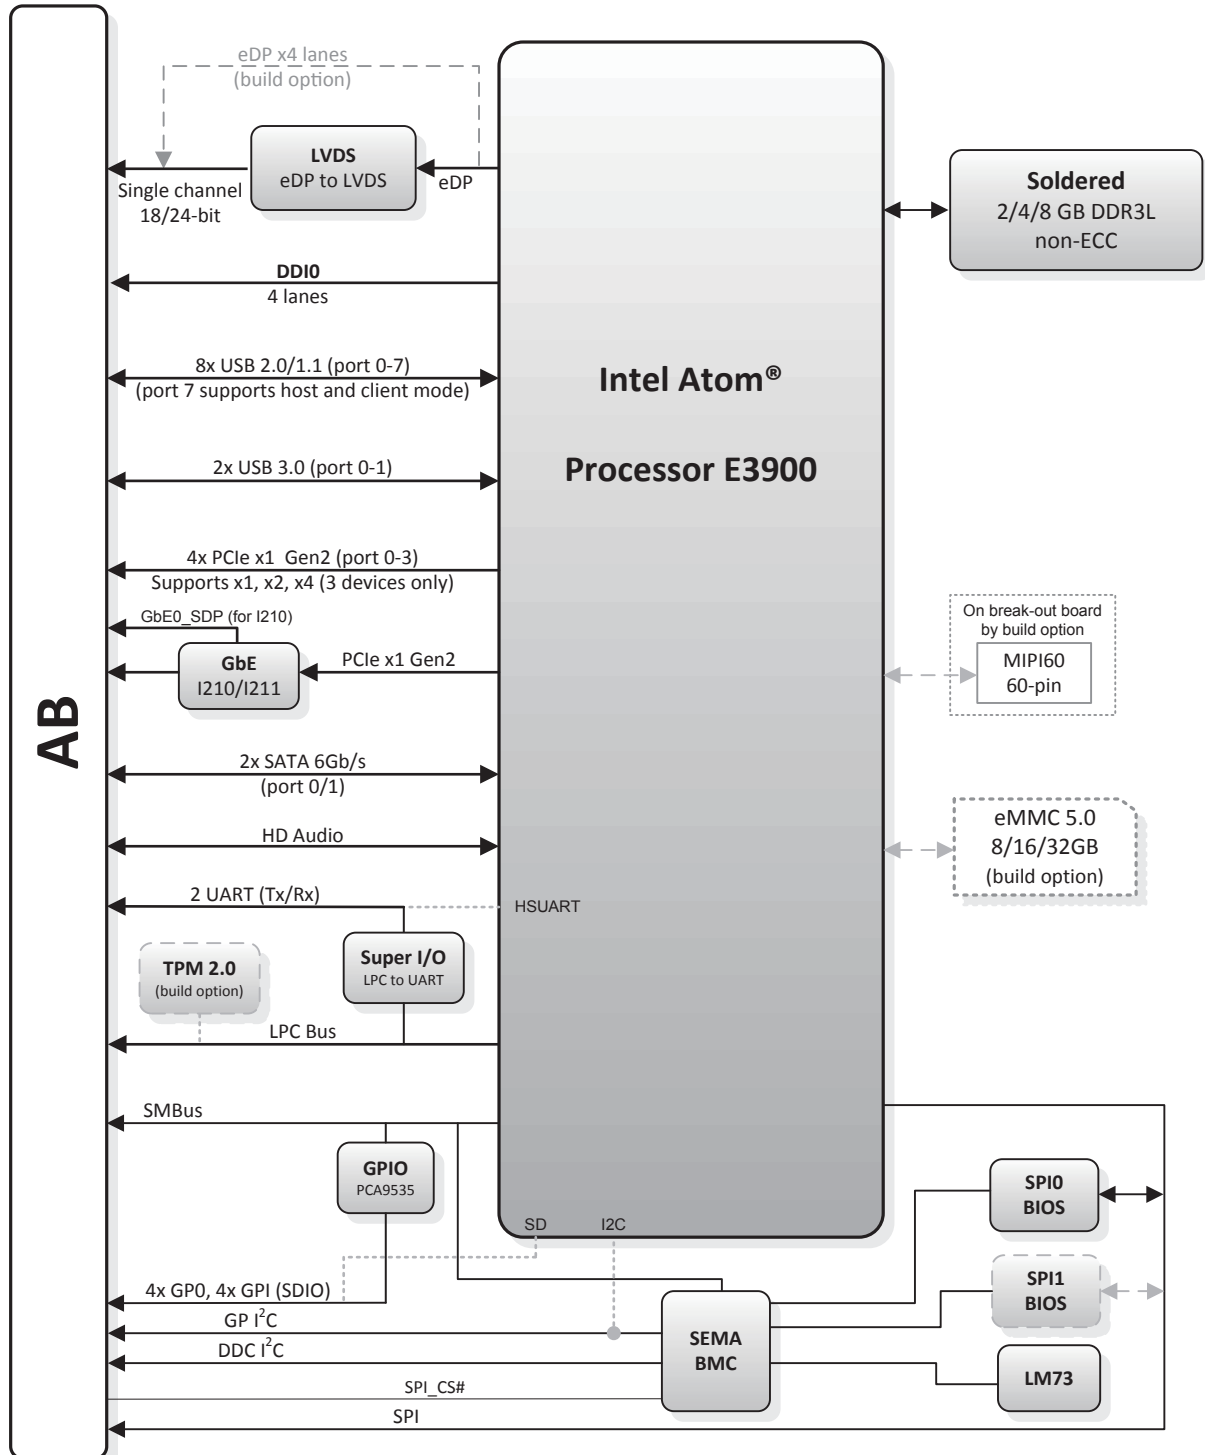 eDP x4 lanes
(build option)
LVDS
eDP to LVDS
eDP
Single channel
18/24-bit
Soldered
2/4/8 GB DDR3L
non-ECC
DDI0
4 lanes
8x USB 2.0/1.1 (port 0-7)
(port 7 supports host and client mode)
Intel Atom®
Processor E3900
2x USB 3.0 (port 0-1)
4x PCIe x1 Gen2 (port 0-3)
Supports x1, x2, x4 (3 devices only)
GbE0_SDP (for I210)
GbE
I210/I211
PCIe x1 Gen2
On break-out board
by build option
MIPI60
60-pin
AB
2x SATA 6Gb/s
(port 0/1)
HD Audio
eMMC 5.0
8/16/32GB
(build option)
2 UART (Tx/Rx)
HSUART
Super I/O
LPC to UART
TPM 2.0
(build option)
LPC Bus
SMBus
GPIO
PCA9535
SD
I2C
SPI0
BIOS
SPI1
BIOS
4x GP0, 4x GPI (SDIO)
GP I²C
DDC I²C
SEMA
BMC
LM73
SPI_CS#
SPI